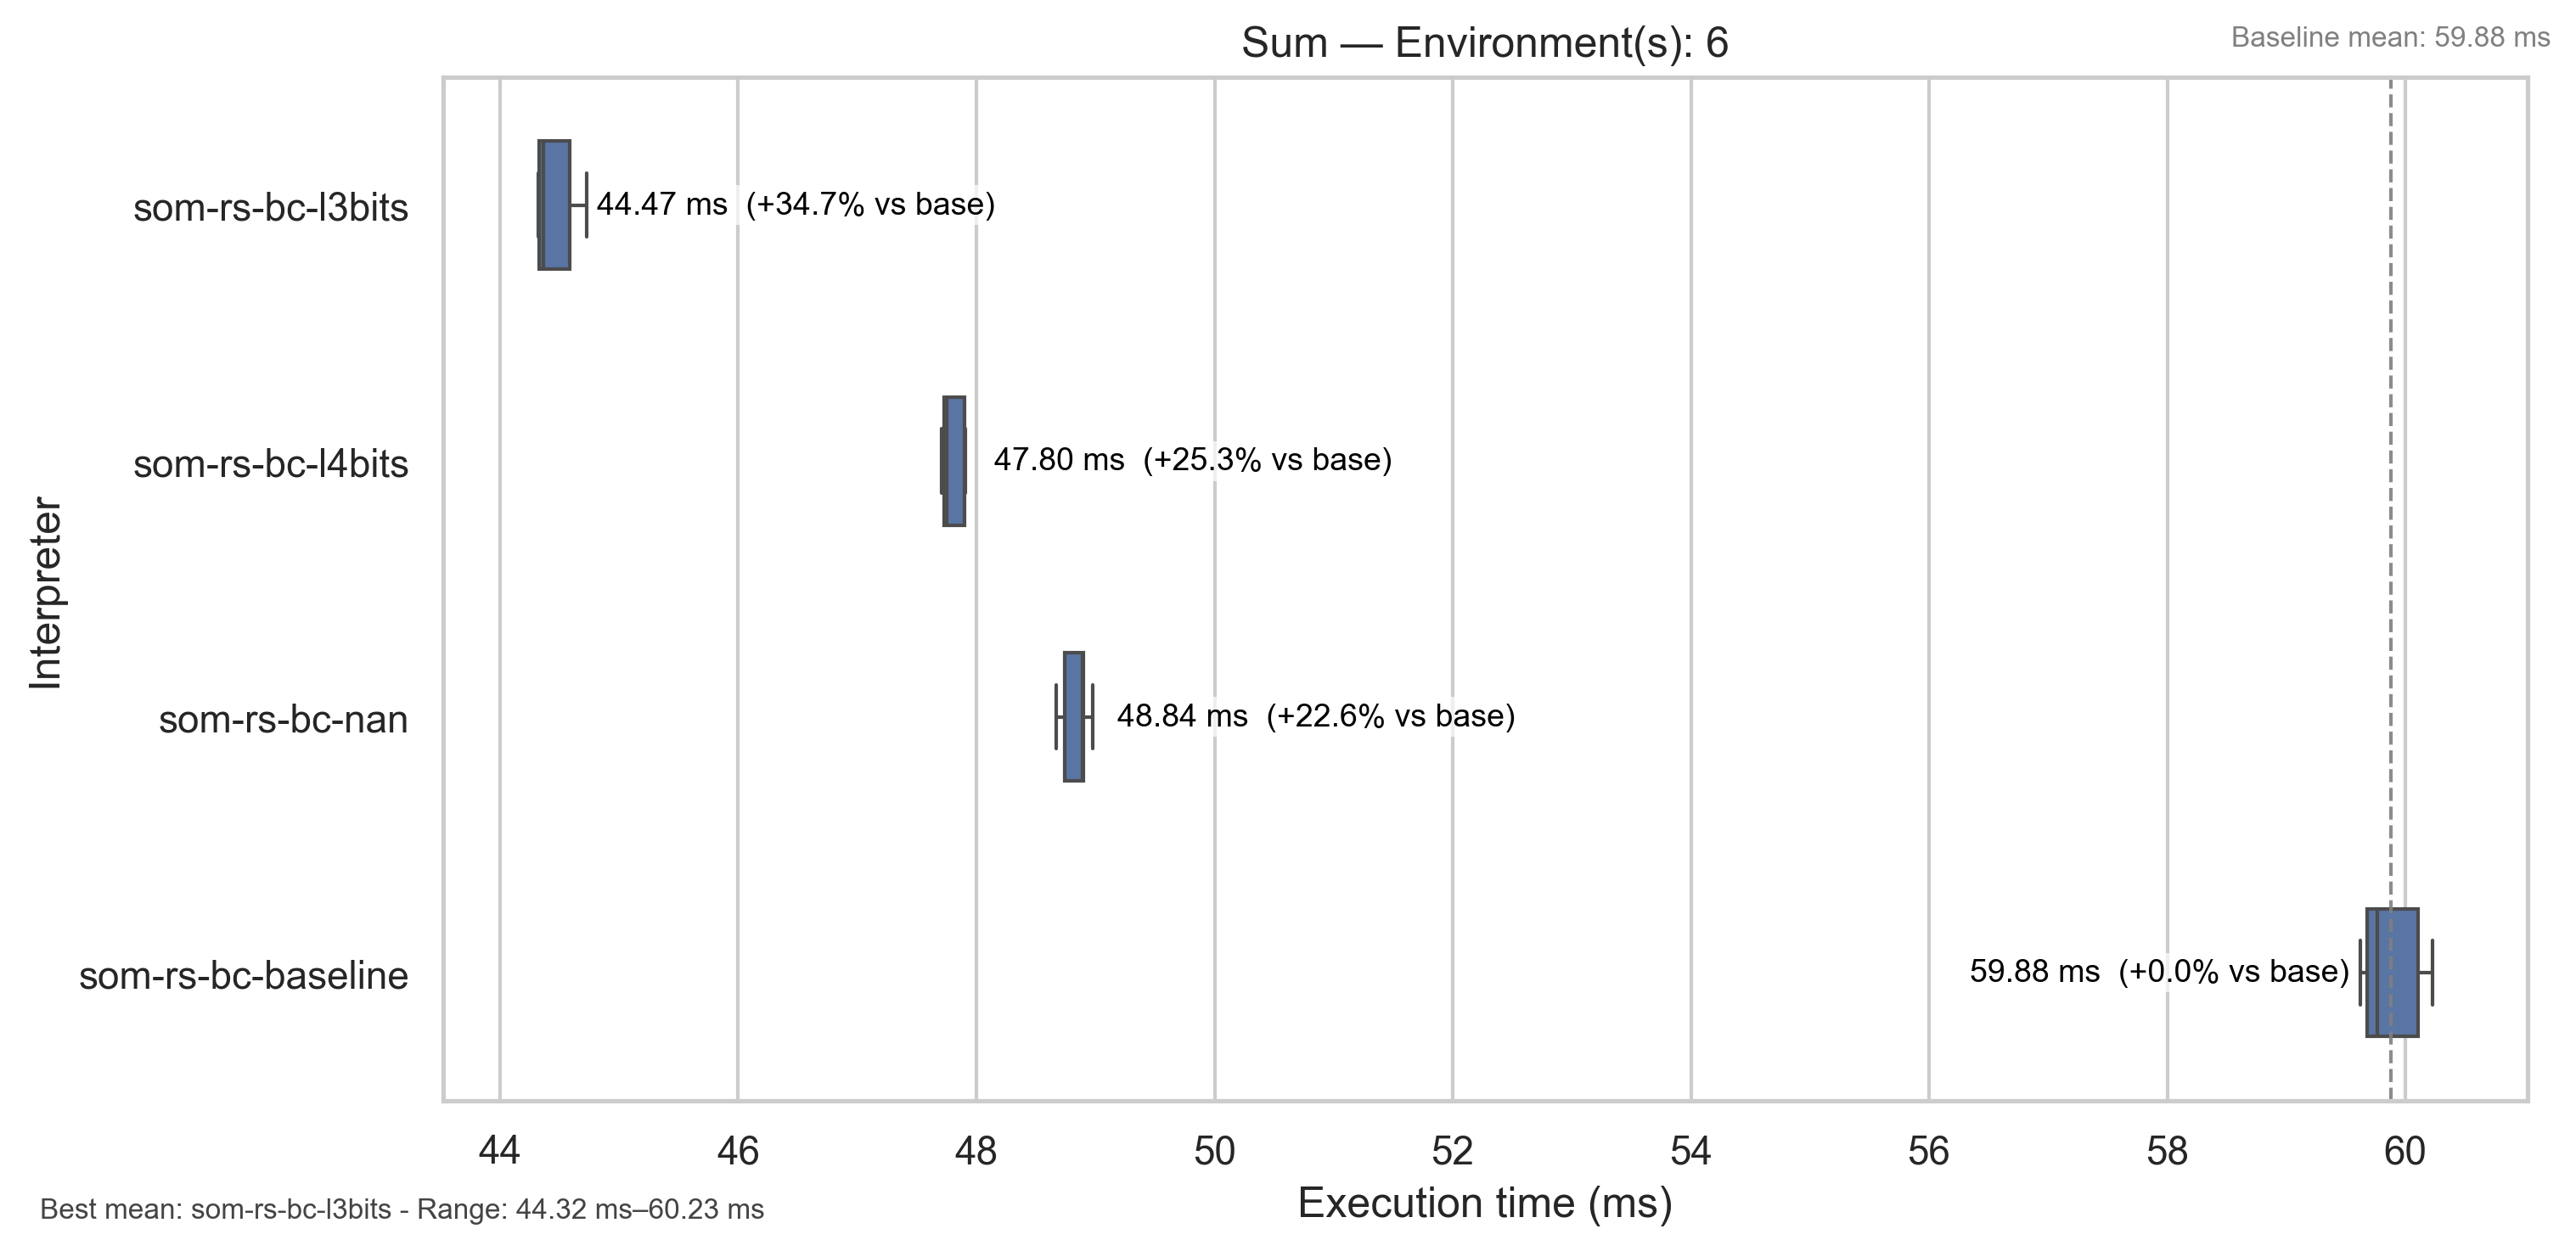 Sum — Environment(s): 6
Baseline mean: 59.88 ms
Interpreter
som-rs-bc-l3bits
44.47 ms  (+34.7% vs base)
som-rs-bc-l4bits
47.80 ms  (+25.3% vs base)
som-rs-bc-nan
48.84 ms  (+22.6% vs base)
som-rs-bc-baseline
59.88 ms  (+0.0% vs base)
44 46 48 50 52 54 56 58 60
Execution time (ms)
Best mean: som-rs-bc-l3bits - Range: 44.32 ms–60.23 ms